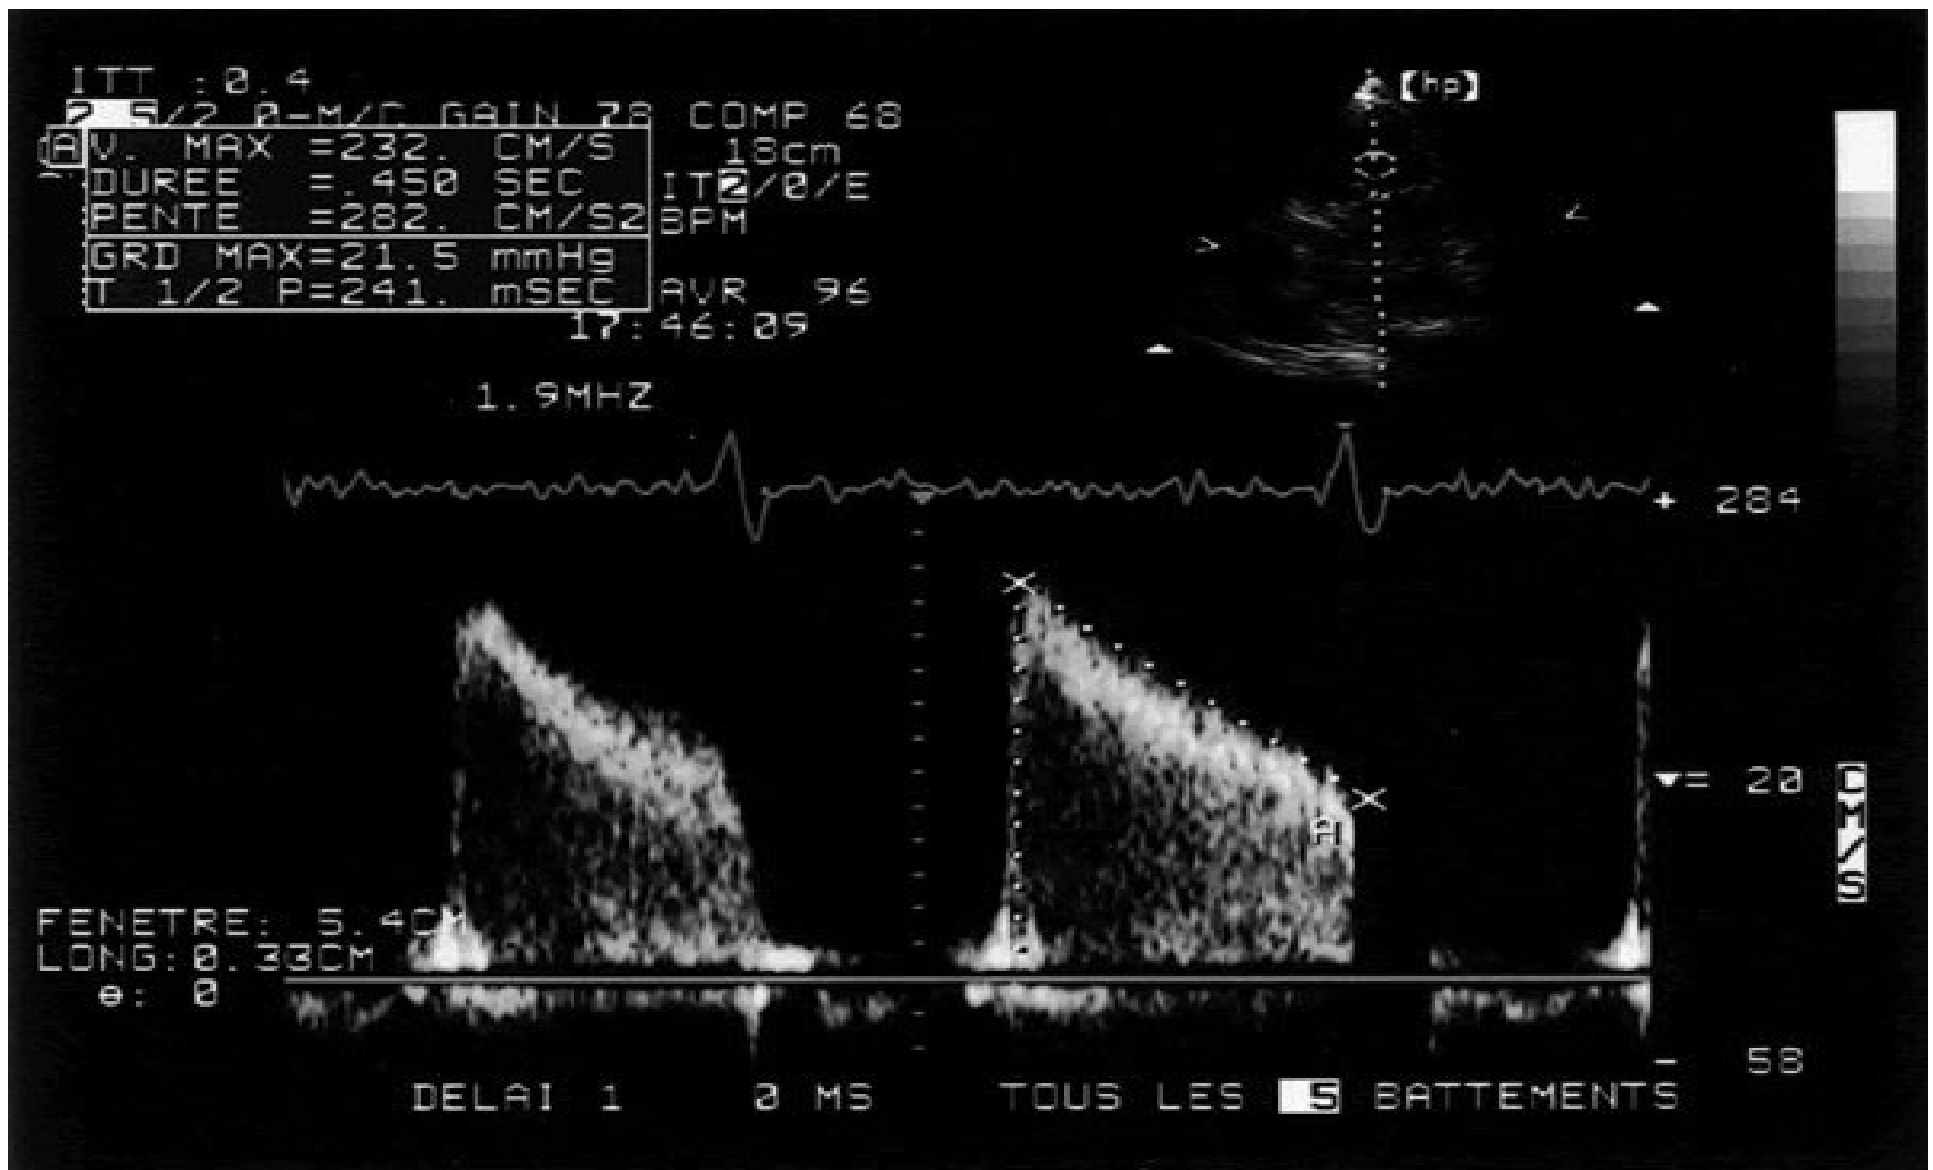 ITT :0.4
[hp]
2.5/2 0-M/C GAIN 78 COMP 68
A V. MAX =232. CM/S
18cm
DUREE =.450 SEC
IT2/0/E
PENTE =282. CM/S2
BPM
GRD MAX=21.5 mmHg
T 1/2 P=241. mSEC
AVR 96
17:46:09
1.9MHZ
+ 284
= 20
CM/S
A
FENETRE: 5.4CM
LONG:0.33CM
θ: 0
- 58
DELAI 1 0 MS
TOUS LES 5 BATTEMENTS